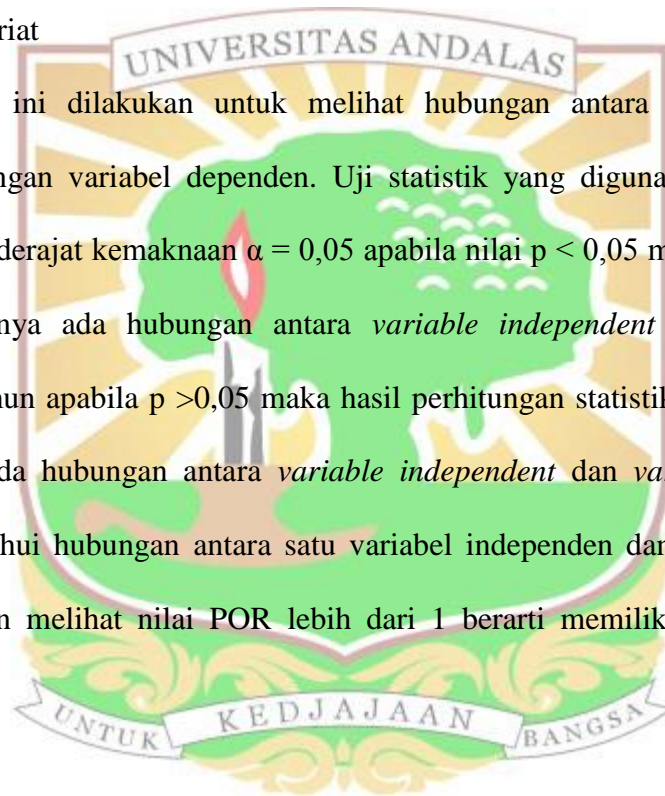 riat
UNIVERSITAS ANDALAS
ini dilakukan untuk melihat hubungan antara
ngan variabel dependen. Uji statistik yang diguna
derajat kemaknaan α = 0,05 apabila nilai p < 0,05 m
nya ada hubungan antara variable independent
un apabila p >0,05 maka hasil perhitungan statistik
da hubungan antara variable independent dan va
hui hubungan antara satu variabel independen dan
n melihat nilai POR lebih dari 1 berarti memilik
UNTUK KEDJAJAAN BANGSA